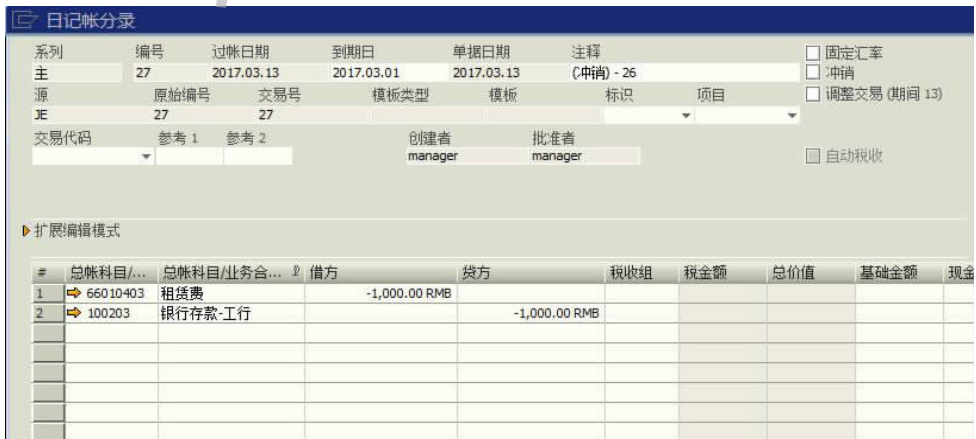 日记帐分录
系列 编号 过帐日期 到期日 单据日期 注释 固定汇率
主 27 2017.03.13 2017.03.01 2017.03.13 (冲销) - 26 冲销
源 原始编号 交易号 模板类型 模板 标识 项目 调整交易 (期间 13)
JE 27 27
交易代码 参考 1 参考 2 创建者 批准者
manager manager 自动税收
扩展编辑模式
# 总帐科目/... 总帐科目/业务合... 借方 贷方 税收组 税金额 总价值 基础金额 现金
1 66010403 租赁费 -1,000.00 RMB
2 100203 银行存款-工行 -1,000.00 RMB